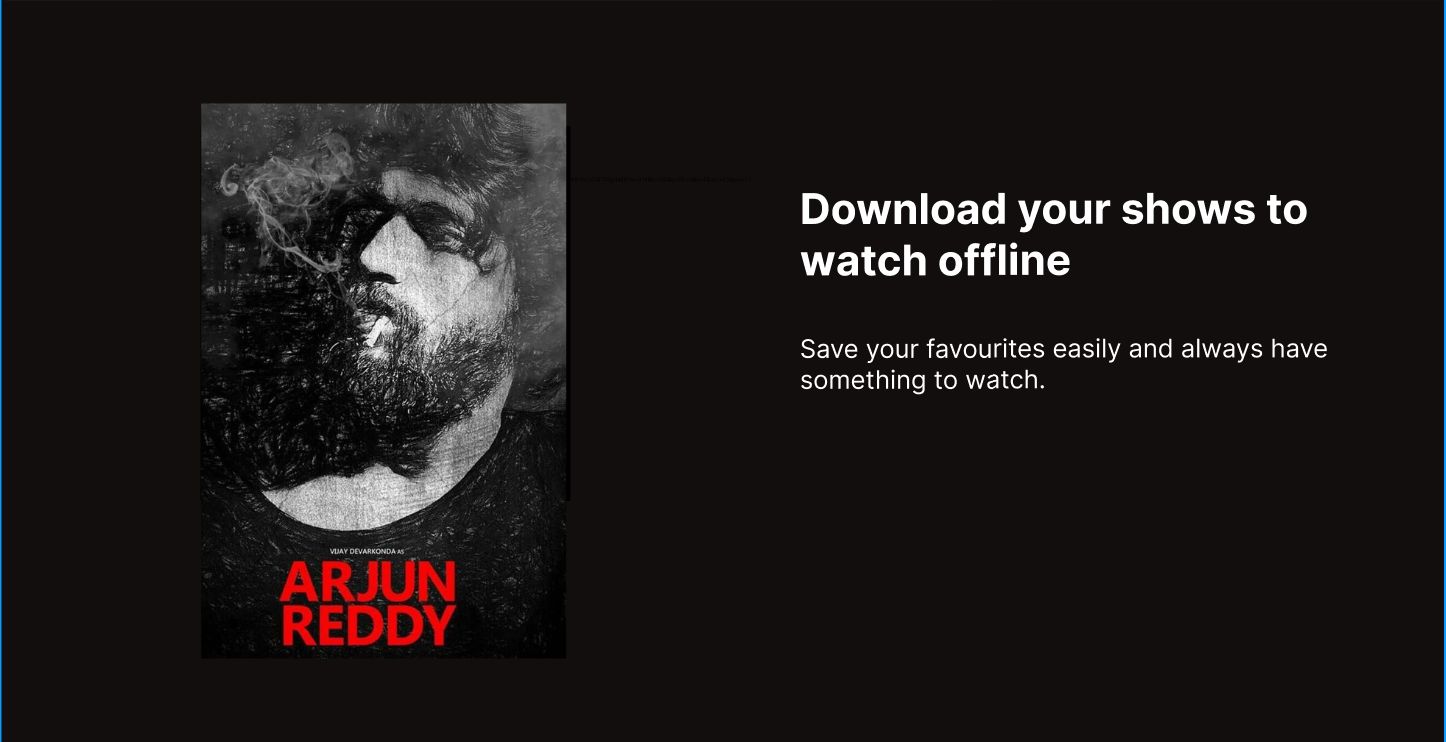 Download your shows to
watch offline
Save your favourites easily and always have
something to watch.
VIJAY DEVARKONDA AS
ARJUN
REDDY